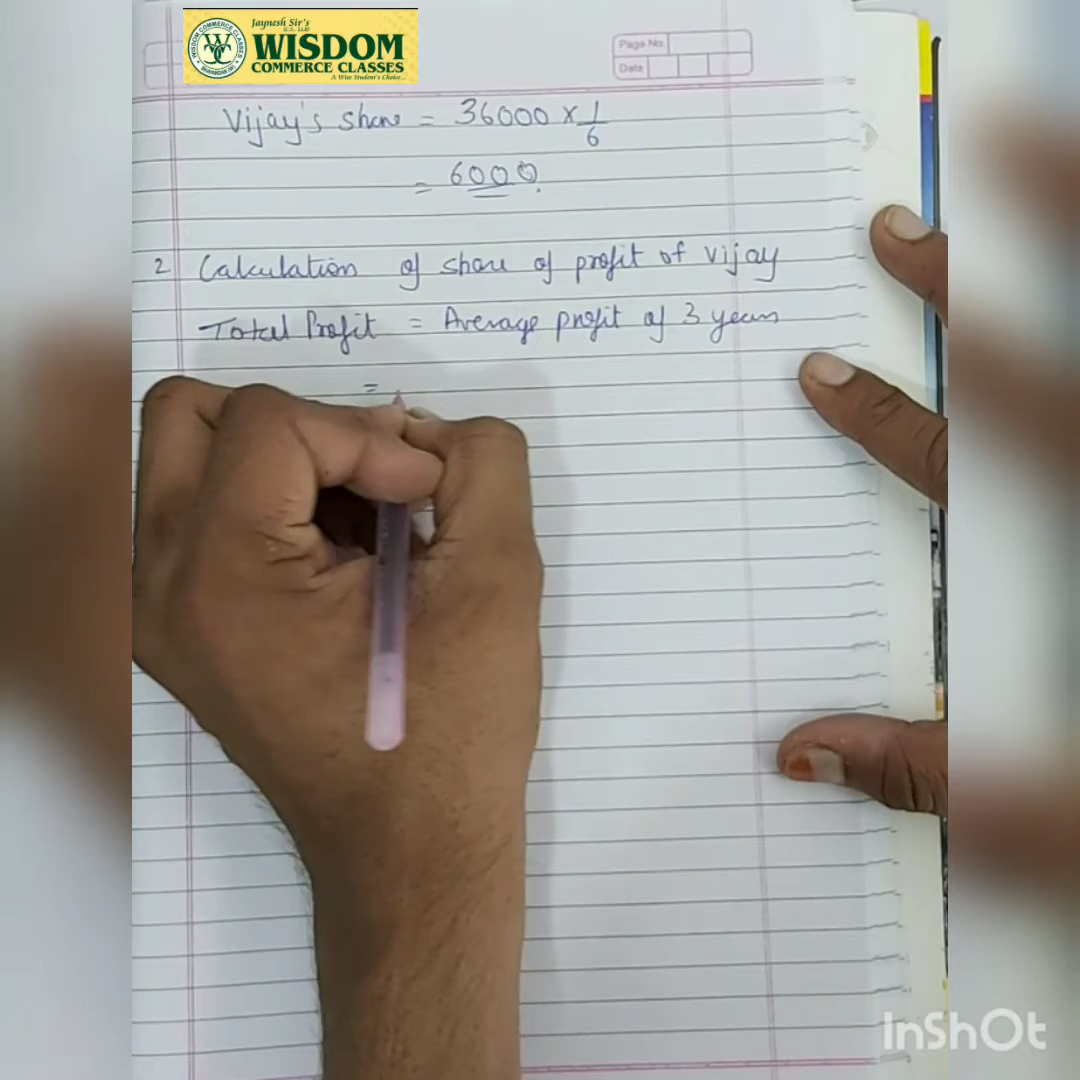 Jaynesh Sir's
WISDOM
COMMERCE CLASSES
A Wise Student's Choice...
Page No.
Date
Vijay's share = 36000 × 1/6
= 6000
2 Calculation of share of profit of vijay
Total Profit = Average profit of 3 years
=
InShOt